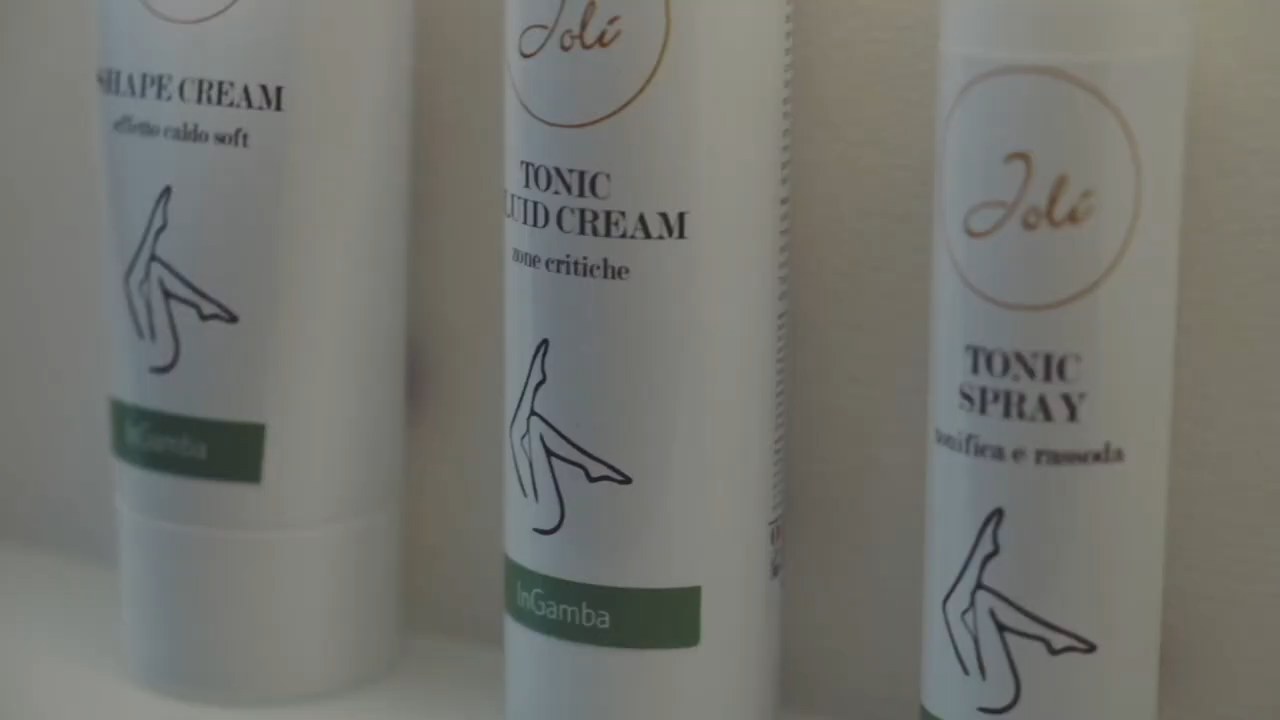 SHAPE CREAM
effetto caldo soft
InGamba
Jolí
TONIC
LUID CREAM
zone critiche
InGamba
Jolí
TONIC
SPRAY
tonifica e rassoda